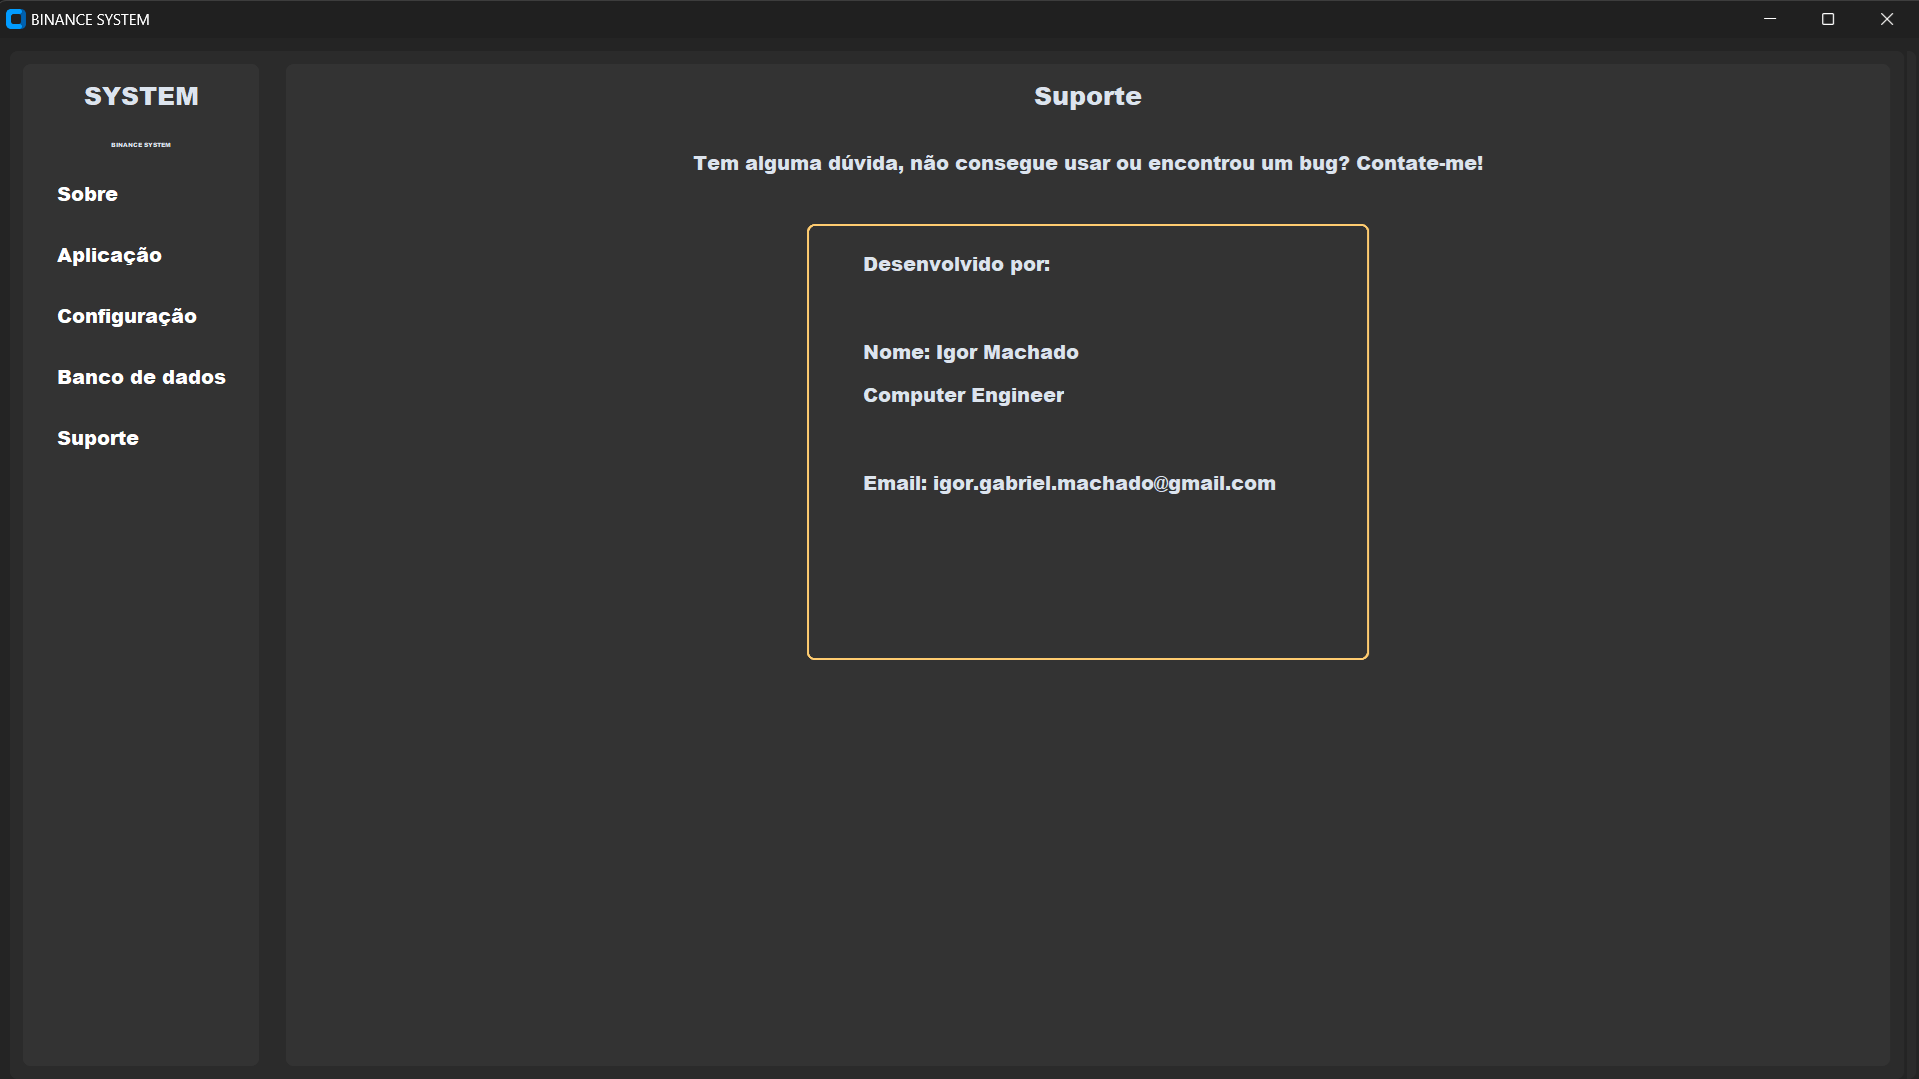 BINANCE SYSTEM
SYSTEM
BINANCE SYSTEM
Sobre
Aplicação
Configuração
Banco de dados
Suporte
Suporte
Tem alguma dúvida, não consegue usar ou encontrou um bug? Contate-me!
Desenvolvido por:
Nome: Igor Machado
Computer Engineer
Email: igor.gabriel.machado@gmail.com